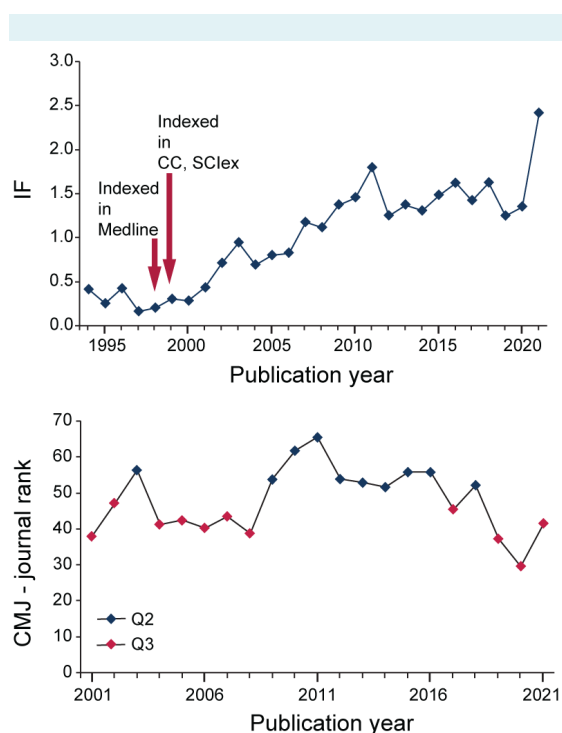 3.0
2.5
2.0
1.5
1.0
0.5
0.0
IF
Indexed
in
CC, SCIex
Indexed
in
Medline
1995 2000 2005 2010 2015 2020
Publication year
70
60
50
40
30
20
10
0
CMJ - journal rank
Q2
Q3
2001 2006 2011 2016 2021
Publication year